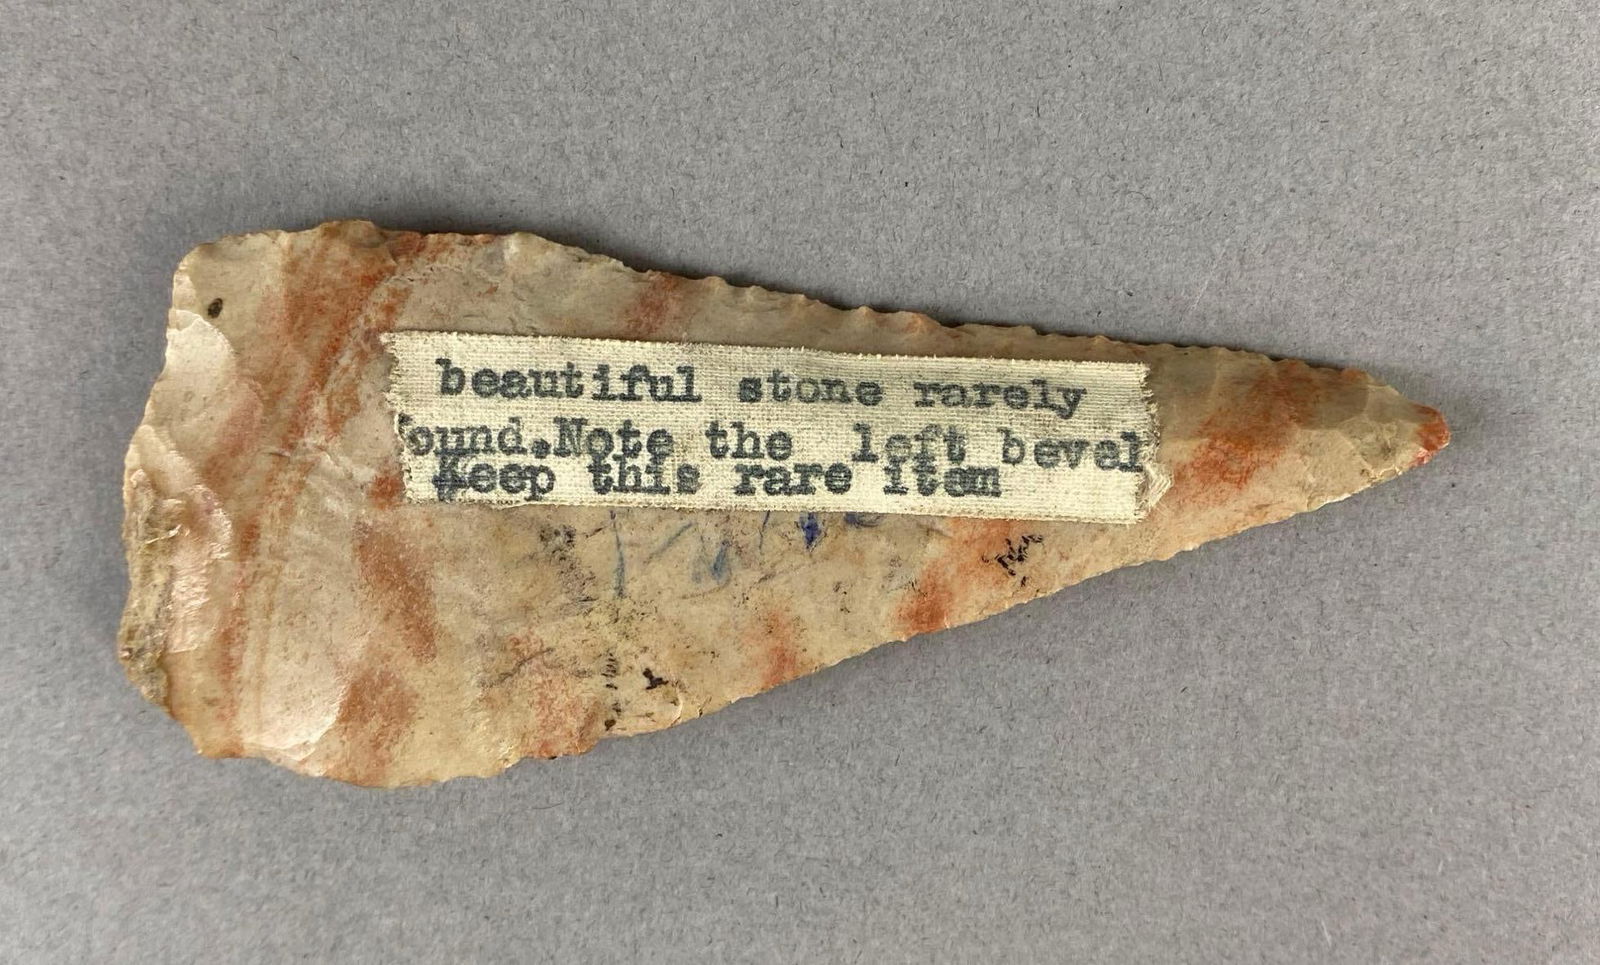 beautiful stone rarely
found.Note the left bevel
Keep this rare item